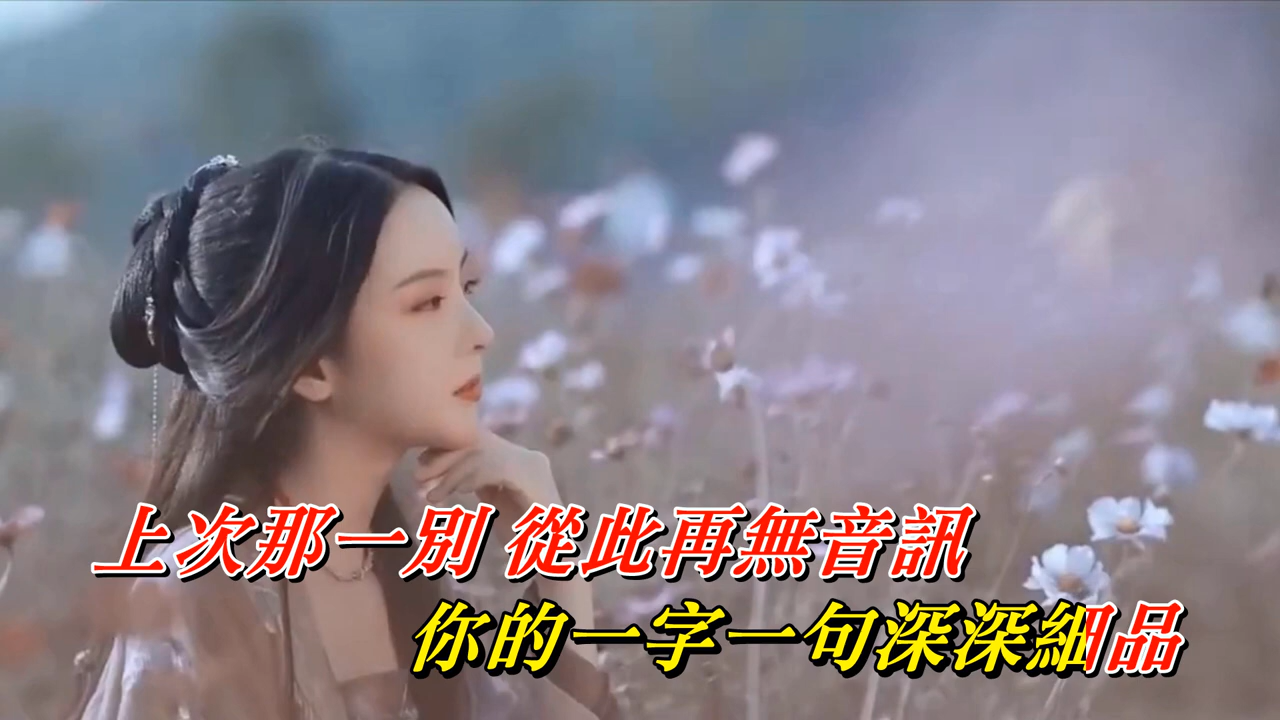 上次那一別 從此再無音訊
你的一字一句深深細品